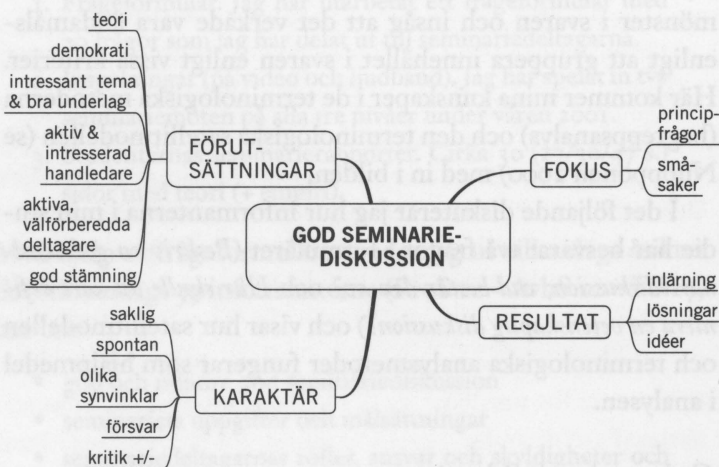 teori
demokrati
intressant tema
& bra underlag
aktiv &
intresserad
handledare
aktiva,
välförberedda
deltagare
god stämning
FÖRUT-
SÄTTNINGAR
GOD SEMINARIE-
DISKUSSION
FOKUS
princip-
frågor
små-
saker
RESULTAT
inlärning
lösningar
idéer
KARAKTÄR
saklig
spontan
olika
synvinklar
försvar
kritik +/-